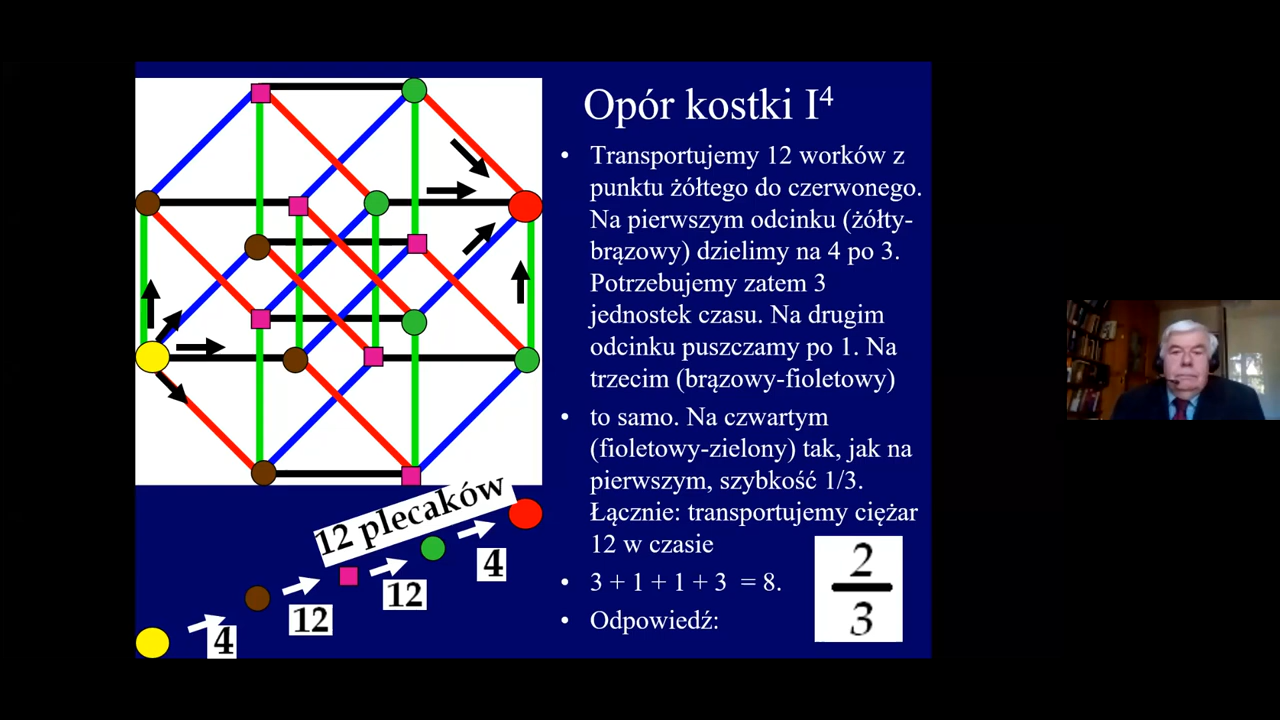 Opór kostki I⁴
• Transportujemy 12 worków z
punktu żółtego do czerwonego.
Na pierwszym odcinku (żółty-
brązowy) dzielimy na 4 po 3.
Potrzebujemy zatem 3
jednostek czasu. Na drugim
odcinku puszczamy po 1. Na
trzecim (brązowy-fioletowy)
• to samo. Na czwartym
(fioletowy-zielony) tak, jak na
pierwszym, szybkość 1/3.
Łącznie: transportujemy ciężar
12 w czasie
• 3 + 1 + 1 + 3 = 8.
• Odpowiedź:
2
3
12 plecaków
4
12
12
4